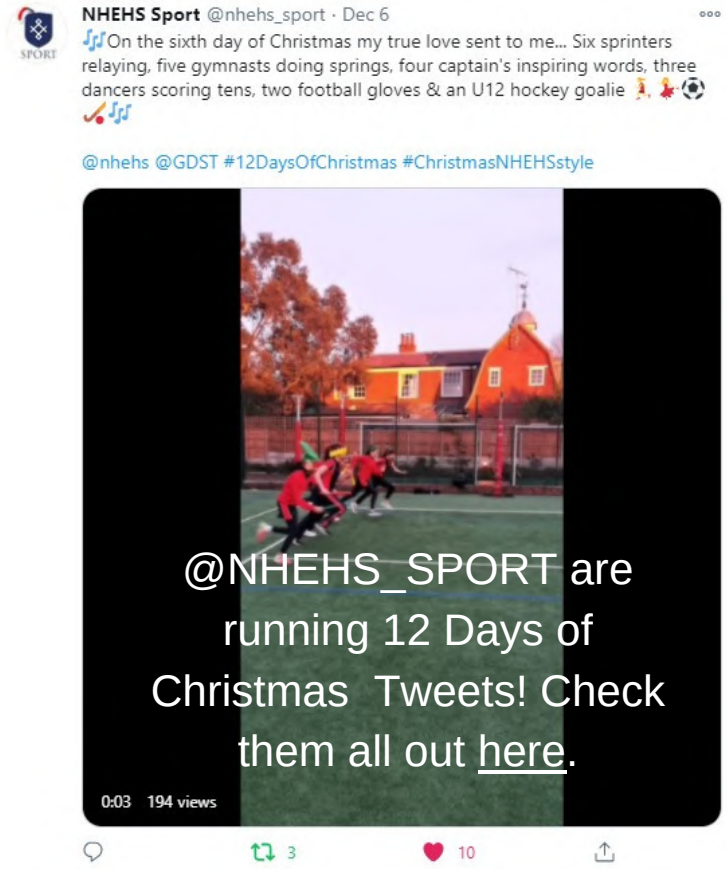 NHEHS Sport @nhehs_sport · Dec 6
SPORT
🎶On the sixth day of Christmas my true love sent to me... Six sprinters
relaying, five gymnasts doing springs, four captain's inspiring words, three
dancers scoring tens, two football gloves & an U12 hockey goalie 🤾💃⚽
🏑🎶
@nhehs @GDST #12DaysOfChristmas #ChristmasNHEHSstyle
@NHEHS_SPORT are
running 12 Days of
Christmas Tweets! Check
them all out here.
0:03 194 views
3 10